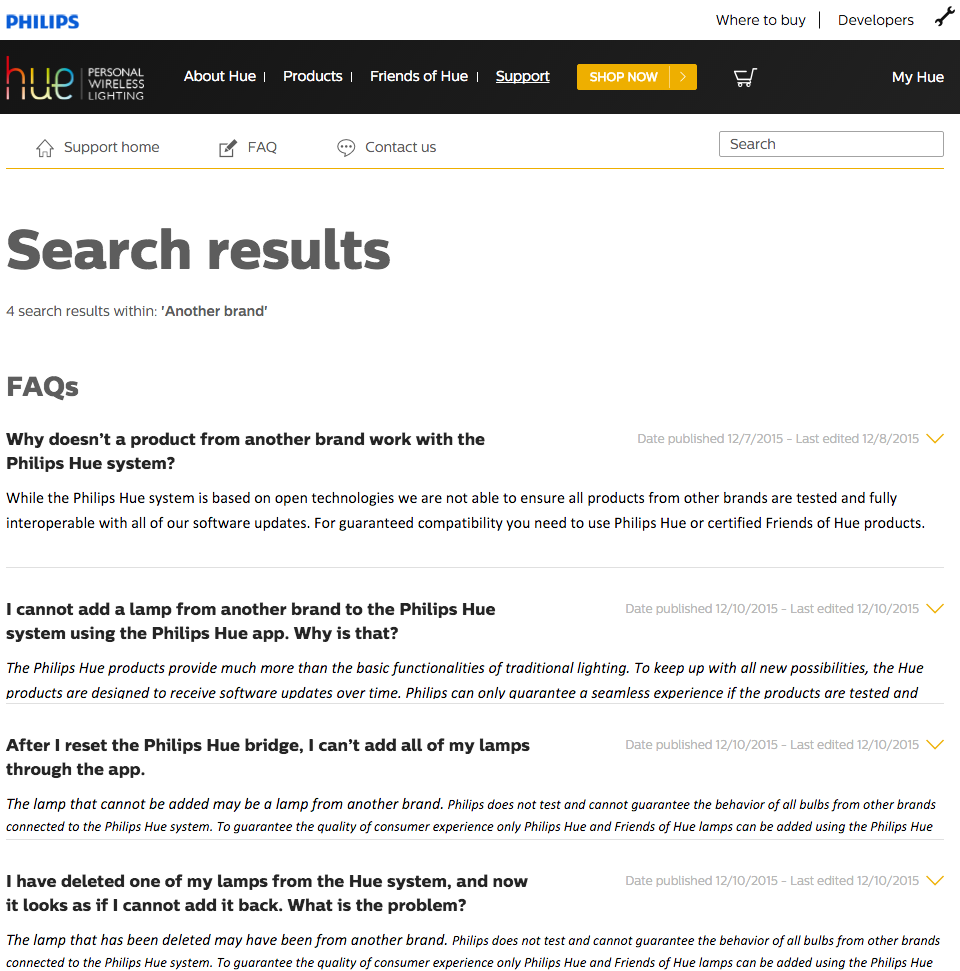 PHILIPS
Where to buy | Developers
hue PERSONAL WIRELESS LIGHTING
About Hue | Products | Friends of Hue | Support
SHOP NOW
My Hue
Support home
FAQ
Contact us
Search
Search results
4 search results within: 'Another brand'
FAQs
Why doesn't a product from another brand work with the
Philips Hue system?
Date published 12/7/2015 - Last edited 12/8/2015
While the Philips Hue system is based on open technologies we are not able to ensure all products from other brands are tested and fully
interoperable with all of our software updates. For guaranteed compatibility you need to use Philips Hue or certified Friends of Hue products.
I cannot add a lamp from another brand to the Philips Hue
system using the Philips Hue app. Why is that?
Date published 12/10/2015 - Last edited 12/10/2015
The Philips Hue products provide much more than the basic functionalities of traditional lighting. To keep up with all new possibilities, the Hue
products are designed to receive software updates over time. Philips can only guarantee a seamless experience if the products are tested and
After I reset the Philips Hue bridge, I can't add all of my lamps
through the app.
Date published 12/10/2015 - Last edited 12/10/2015
The lamp that cannot be added may be a lamp from another brand. Philips does not test and cannot guarantee the behavior of all bulbs from other brands
connected to the Philips Hue system. To guarantee the quality of consumer experience only Philips Hue and Friends of Hue lamps can be added using the Philips Hue
I have deleted one of my lamps from the Hue system, and now
it looks as if I cannot add it back. What is the problem?
Date published 12/10/2015 - Last edited 12/10/2015
The lamp that has been deleted may have been from another brand. Philips does not test and cannot guarantee the behavior of all bulbs from other brands
connected to the Philips Hue system. To guarantee the quality of consumer experience only Philips Hue and Friends of Hue lamps can be added using the Philips Hue